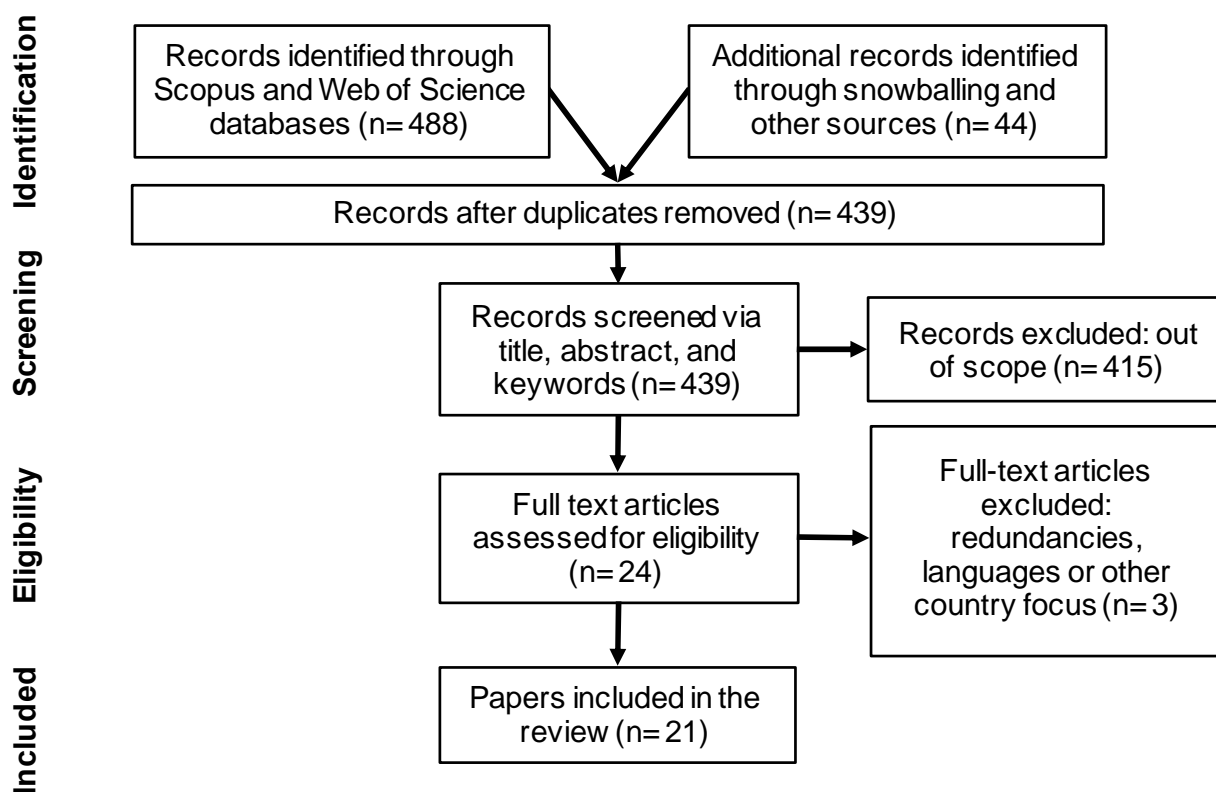 Identification
Records identified through
Scopus and Web of Science
databases (n= 488)
Additional records identified
through snowballing and
other sources (n= 44)
Records after duplicates removed (n= 439)
Screening
Records screened via
title, abstract, and
keywords (n= 439)
Records excluded: out
of scope (n= 415)
Eligibility
Full text articles
assessed for eligibility
(n= 24)
Full-text articles
excluded:
redundancies,
languages or other
country focus (n= 3)
Included
Papers included in the
review (n= 21)